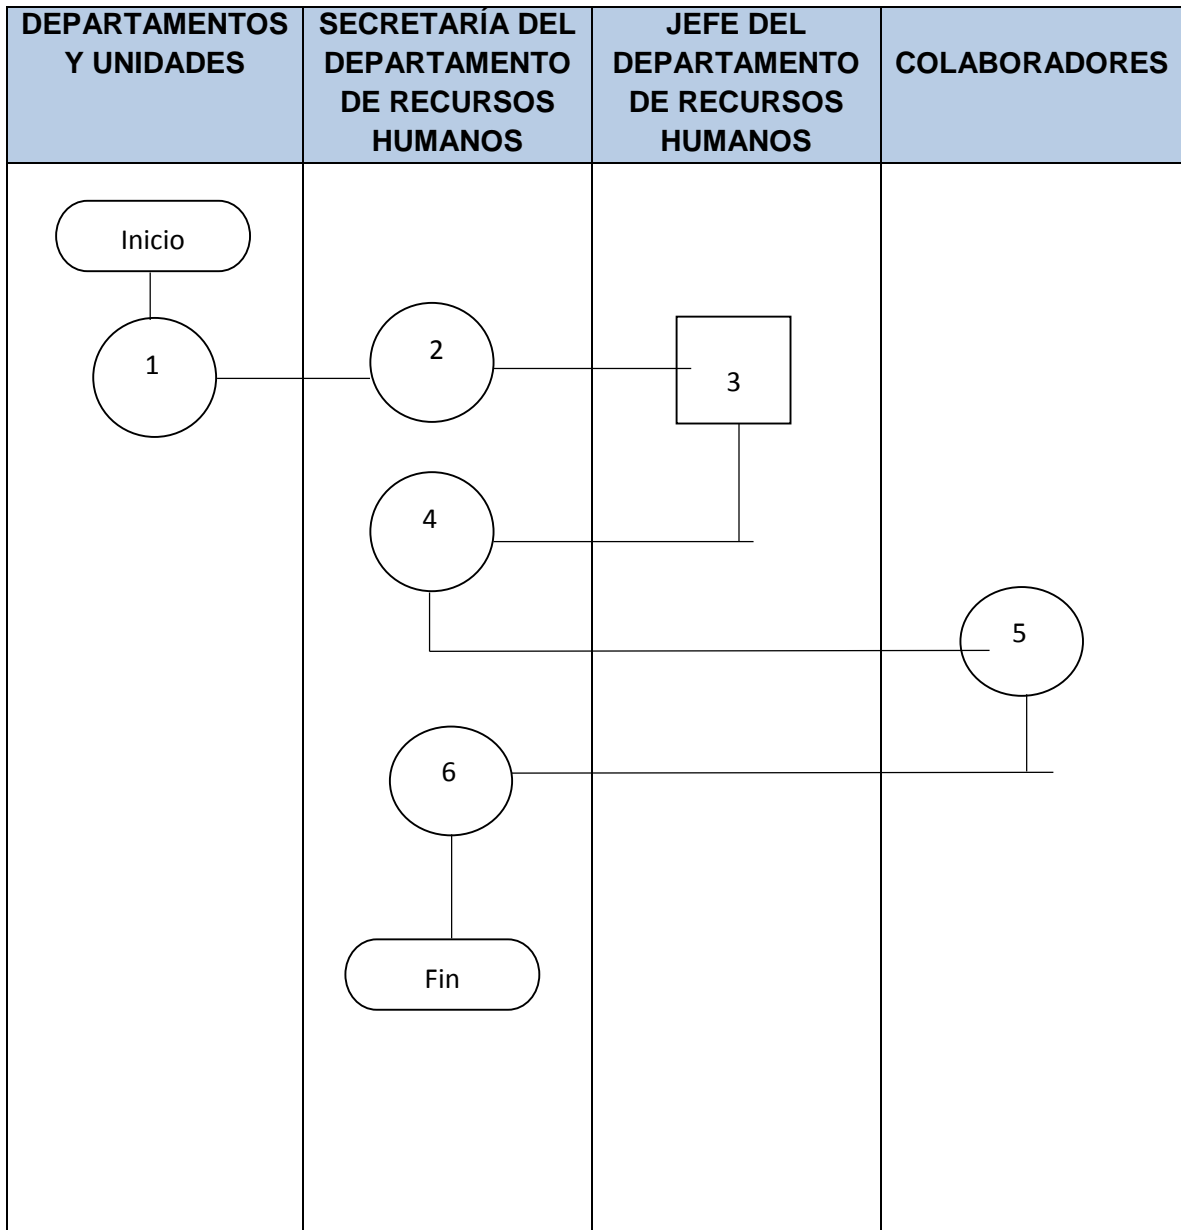 DEPARTAMENTOS
Y UNIDADES
SECRETARÍA DEL
DEPARTAMENTO
DE RECURSOS
HUMANOS
JEFE DEL
DEPARTAMENTO
DE RECURSOS
HUMANOS
COLABORADORES
Inicio
1
2
3
4
5
6
Fin